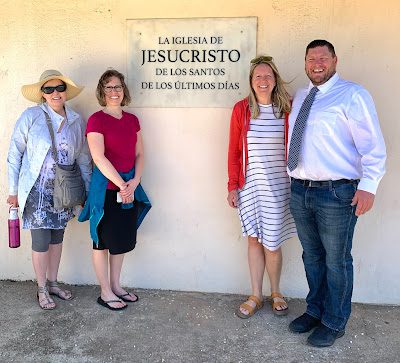 LA IGLESIA DE
JESUCRISTO
DE LOS SANTOS
DE LOS ÚLTIMOS DÍAS